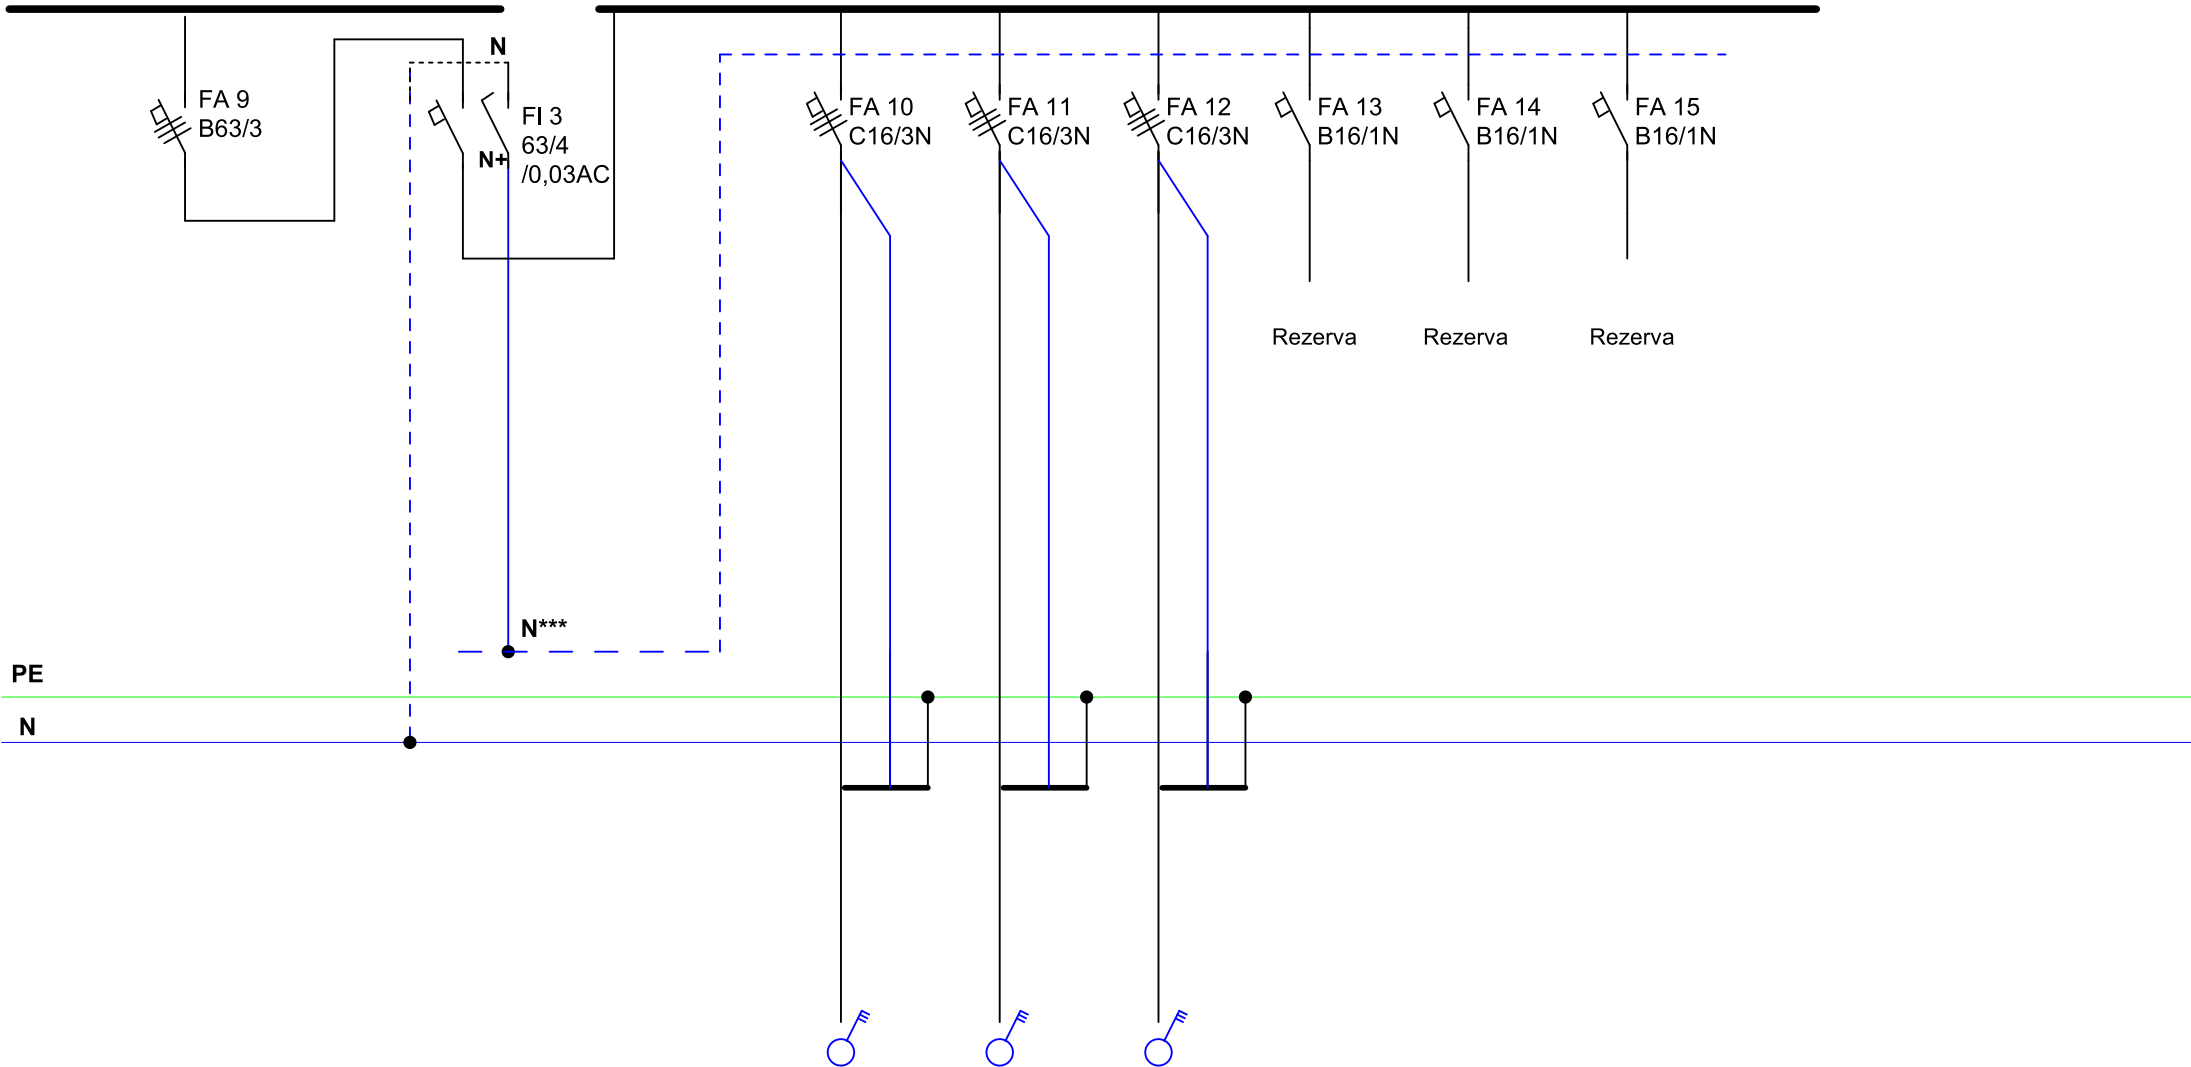 N
FA 9
B63/3
FI 3
63/4
/0,03AC
N+
FA 10
C16/3N
FA 11
C16/3N
FA 12
C16/3N
FA 13
B16/1N
FA 14
B16/1N
FA 15
B16/1N
Rezerva
Rezerva
Rezerva
N***
PE
N